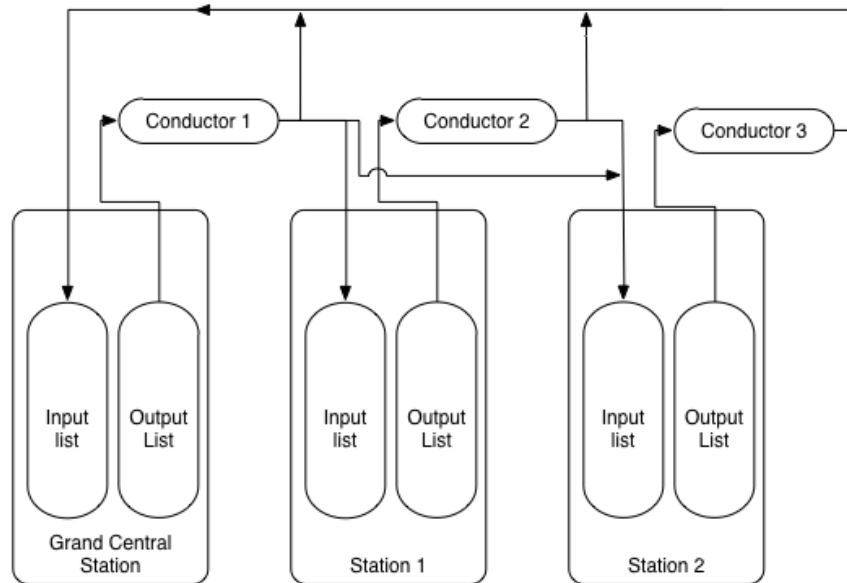 Conductor 1
Conductor 2
Conductor 3
Input
list
Output
List
Grand Central
Station
Input
list
Output
List
Station 1
Input
list
Output
List
Station 2